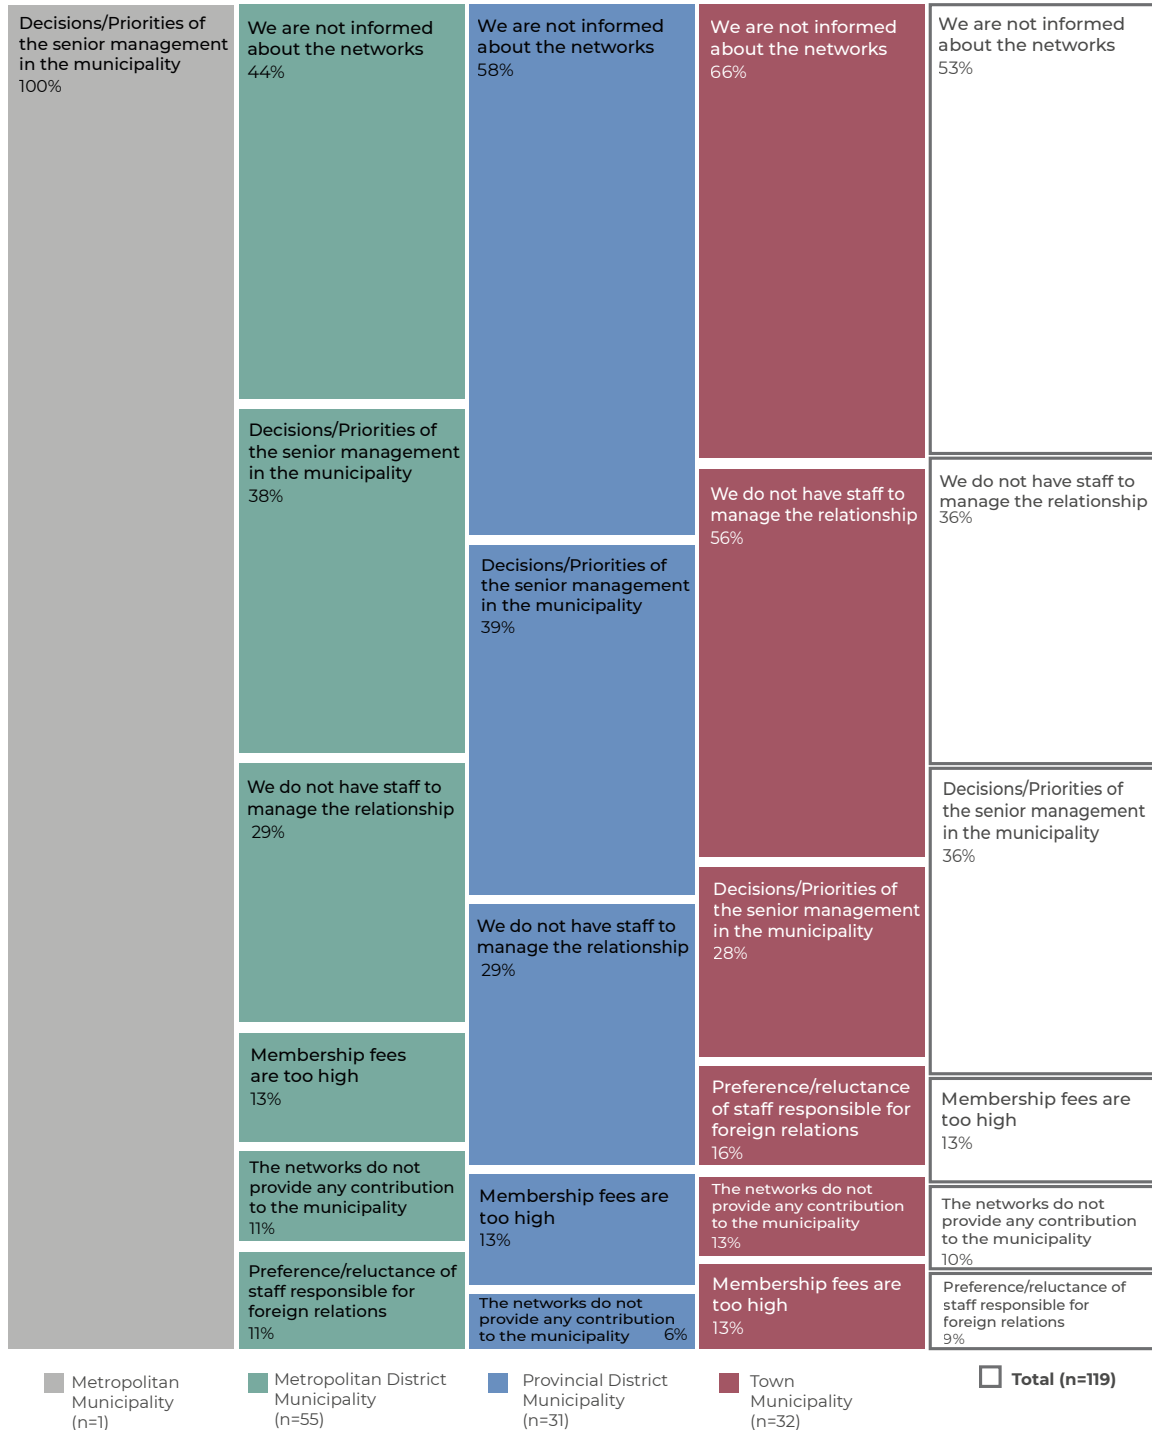 Decisions/Priorities of
the senior management
in the municipality
100%
We are not informed
about the networks
44%
Decisions/Priorities of
the senior management
in the municipality
38%
We do not have staff to
manage the relationship
29%
Membership fees
are too high
13%
The networks do not
provide any contribution
to the municipality
11%
Preference/reluctance of
staff responsible for
foreign relations
11%
We are not informed
about the networks
58%
Decisions/Priorities of
the senior management
in the municipality
39%
We do not have staff to
manage the relationship
29%
Membership fees are
too high
13%
The networks do not
provide any contribution
to the municipality 6%
We are not informed
about the networks
66%
We do not have staff to
manage the relationship
56%
Decisions/Priorities of
the senior management
in the municipality
28%
Preference/reluctance
of staff responsible for
foreign relations
16%
The networks do not
provide any contribution
to the municipality
13%
Membership fees are
too high
13%
We are not informed
about the networks
53%
We do not have staff to
manage the relationship
36%
Decisions/Priorities of
the senior management
in the municipality
36%
Membership fees are
too high
13%
The networks do not
provide any contribution
to the municipality
10%
Preference/reluctance of
staff responsible for
foreign relations
9%
Metropolitan
Municipality
(n=1)
Metropolitan District
Municipality
(n=55)
Provincial District
Municipality
(n=31)
Town
Municipality
(n=32)
Total (n=119)